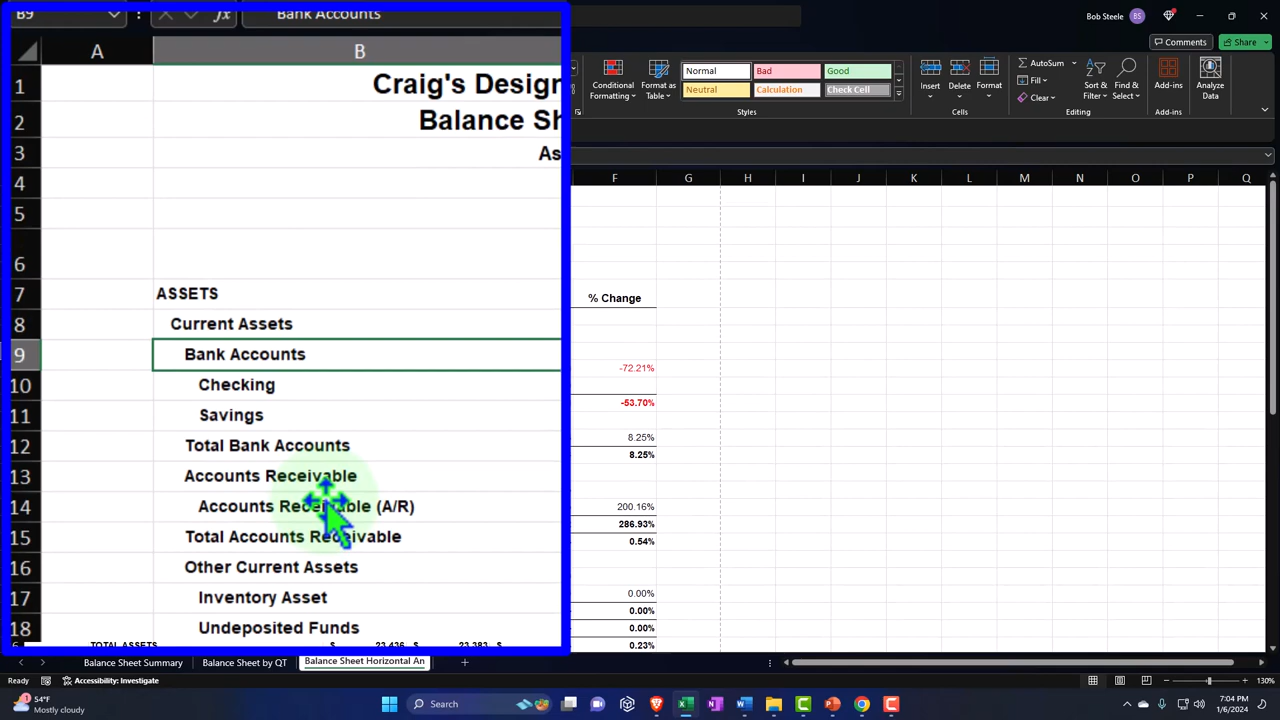 B9
fx
Bank Accounts
Bob Steele
BS
Comments
Share
Conditional
Formatting
Format as
Table
Normal
Bad
Good
Neutral
Calculation
Check Cell
Styles
Insert
Delete
Format
Cells
AutoSum
Fill
Clear
Sort &
Filter
Find &
Select
Editing
Add-ins
Add-ins
Analyze
Data
A B
F G H I J K L M N O P Q
1 Craig's Design
2 Balance Sh
3 As
4
5
6
% Change
7 ASSETS
8 Current Assets
9 Bank Accounts
10 Checking
-72.21%
11 Savings
12 Total Bank Accounts
-53.70%
13 Accounts Receivable
14 Accounts Receivable (A/R)
8.25%
15 Total Accounts Receivable
8.25%
16 Other Current Assets
17 Inventory Asset
200.16%
18 Undeposited Funds
286.93%
0.54%
0.00%
0.00%
0.00%
TOTAL ASSETS $ 23,436 $ 23,383 $ 0.23%
Balance Sheet Summary
Balance Sheet by QT
Balance Sheet Horizontal An
Ready
Accessibility: Investigate
130%
1
54°F
Mostly cloudy
Search
7:04 PM
1/6/2024